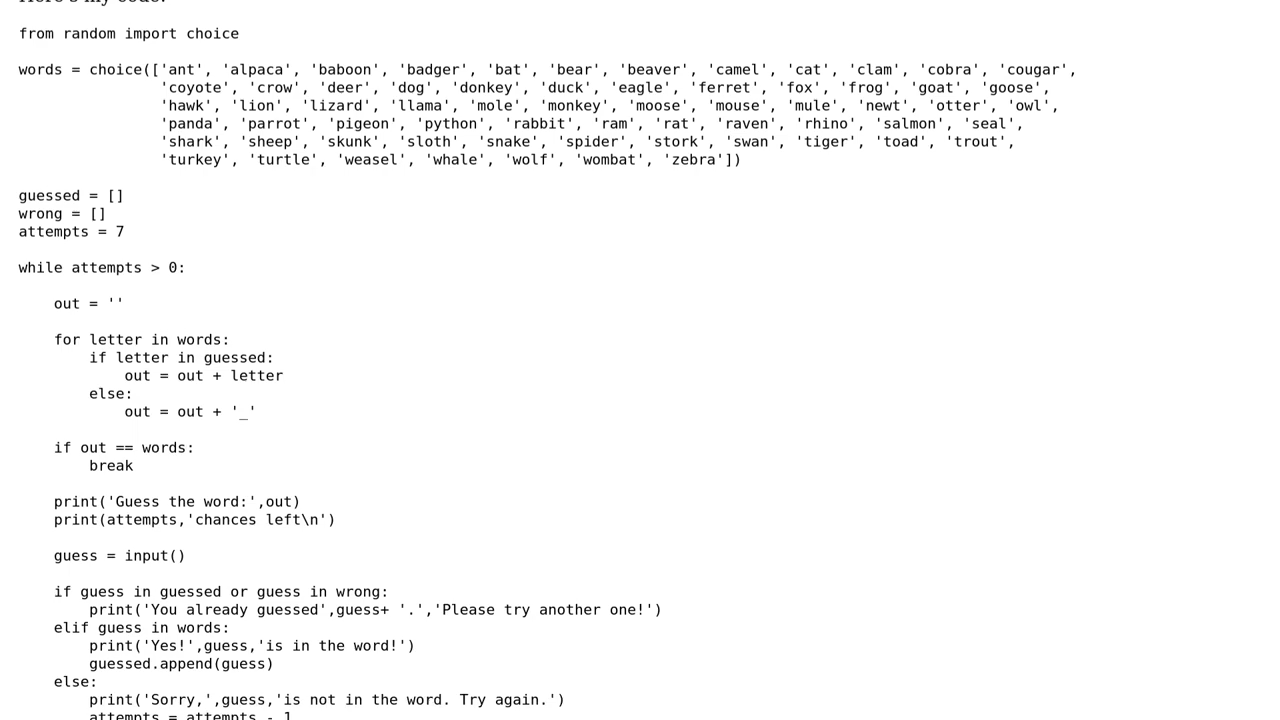 Here's my code:
from random import choice
words = choice(['ant', 'alpaca', 'baboon', 'badger', 'bat', 'bear', 'beaver', 'camel', 'cat', 'clam', 'cobra', 'cougar',
                'coyote', 'crow', 'deer', 'dog', 'donkey', 'duck', 'eagle', 'ferret', 'fox', 'frog', 'goat', 'goose',
                'hawk', 'lion', 'lizard', 'llama', 'mole', 'monkey', 'moose', 'mouse', 'mule', 'newt', 'otter', 'owl',
                'panda', 'parrot', 'pigeon', 'python', 'rabbit', 'ram', 'rat', 'raven', 'rhino', 'salmon', 'seal',
                'shark', 'sheep', 'skunk', 'sloth', 'snake', 'spider', 'stork', 'swan', 'tiger', 'toad', 'trout',
                'turkey', 'turtle', 'weasel', 'whale', 'wolf', 'wombat', 'zebra'])
guessed = []
wrong = []
attempts = 7
while attempts > 0:
    out = ''
    for letter in words:
        if letter in guessed:
            out = out + letter
        else:
            out = out + '_'
    if out == words:
        break
    print('Guess the word:',out)
    print(attempts,'chances left\n')
    guess = input()
    if guess in guessed or guess in wrong:
        print('You already guessed',guess+ '.','Please try another one!')
    elif guess in words:
        print('Yes!',guess,'is in the word!')
        guessed.append(guess)
    else:
        print('Sorry,',guess,'is not in the word. Try again.')
        attempts = attempts - 1